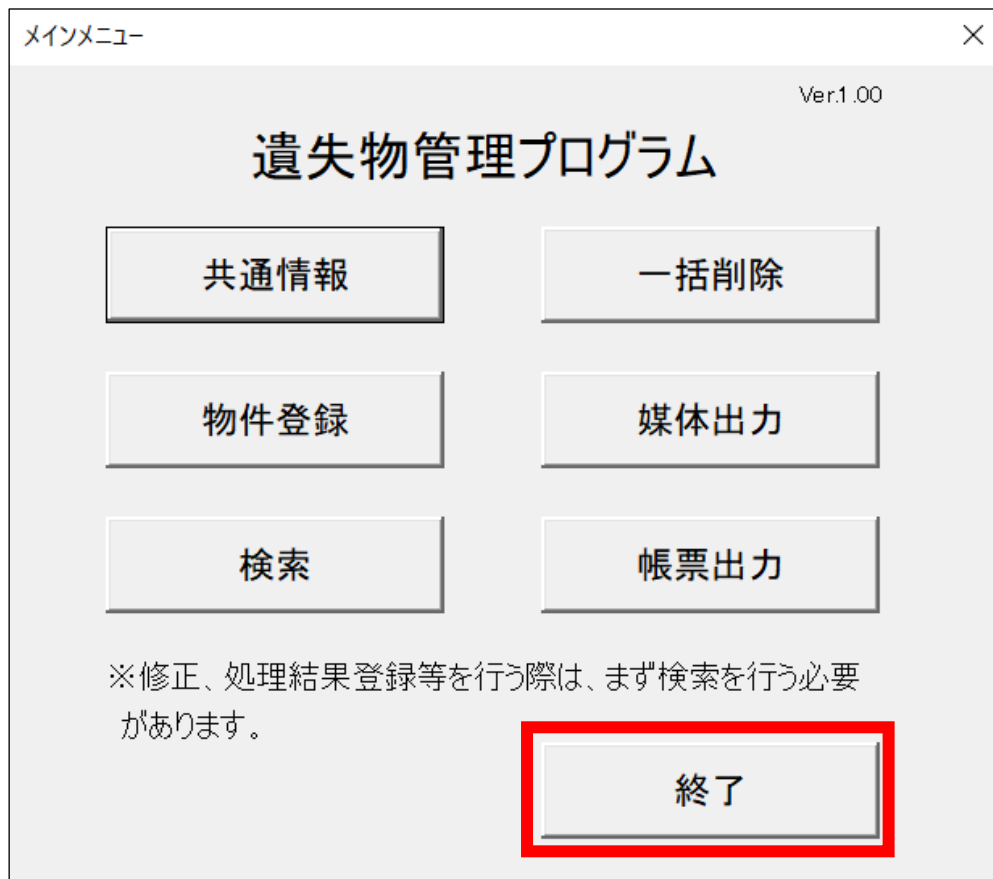 メインメニュー
Ver.1.00
遺失物管理プログラム
共通情報
一括削除
物件登録
媒体出力
検索
帳票出力
※修正、処理結果登録等を行う際は、まず検索を行う必要
があります。
終了